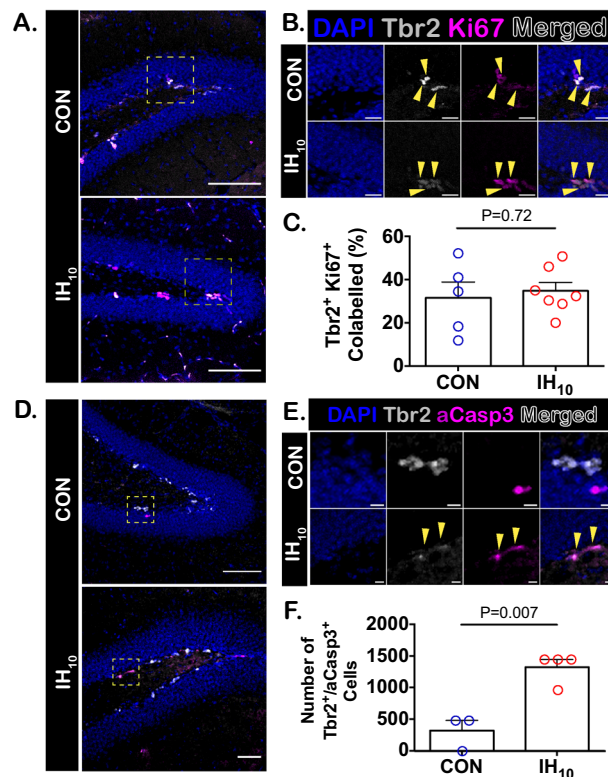 A.
CON
IH10
B.
DAPI Tbr2 Ki67 Merged
CON
IH10
C.
P=0.72
Tbr2+ Ki67+
Colabelled (%)
60
40
20
0
CON IH10
D.
CON
IH10
E.
DAPI Tbr2 aCasp3 Merged
CON
IH10
F.
P=0.007
Number of
Tbr2+/aCasp3+
Cells
2000
1500
1000
500
0
CON IH10